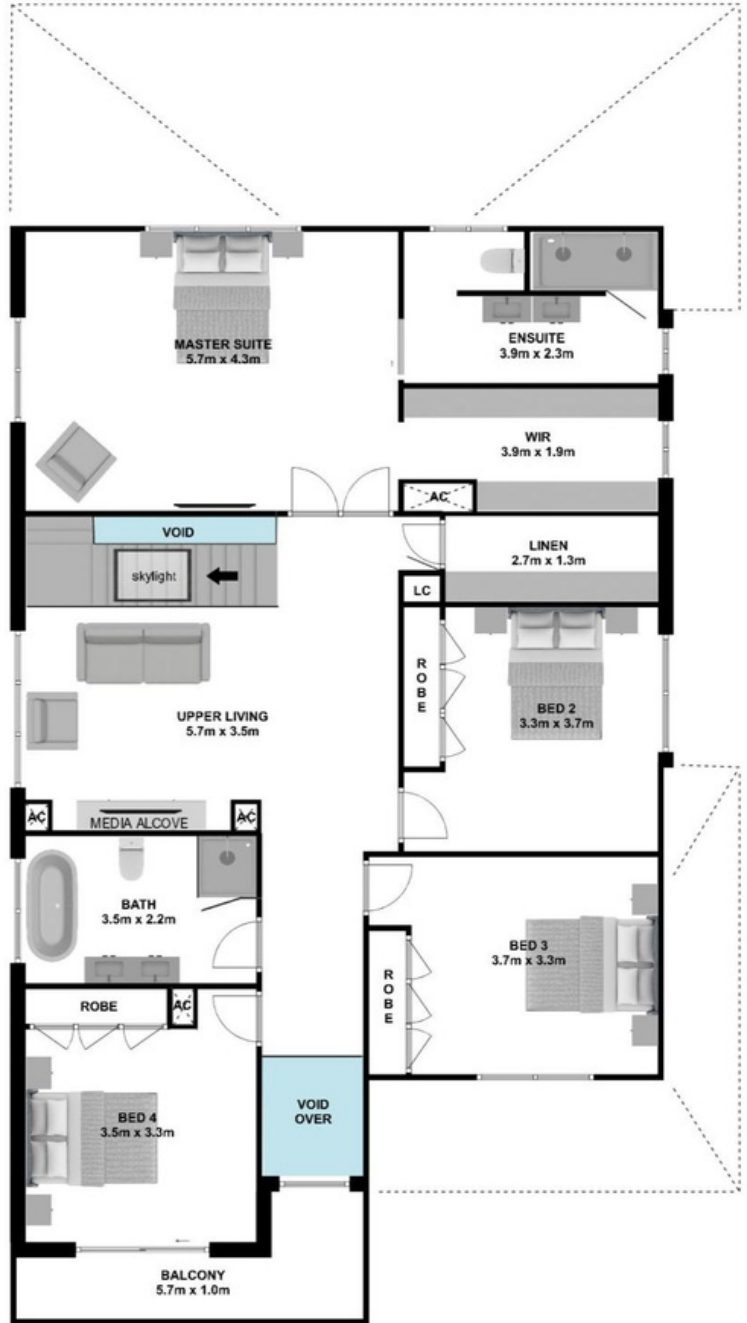 MASTER SUITE
5.7m x 4.3m
ENSUITE
3.9m x 2.3m
WIR
3.9m x 1.9m
AC
VOID
skylight
LINEN
2.7m x 1.3m
LC
ROBE
BED 2
3.3m x 3.7m
UPPER LIVING
5.7m x 3.5m
AC
AC
MEDIA ALCOVE
BATH
3.5m x 2.2m
BED 3
3.7m x 3.3m
ROBE
ROBE
AC
BED 4
3.5m x 3.3m
VOID
OVER
BALCONY
5.7m x 1.0m